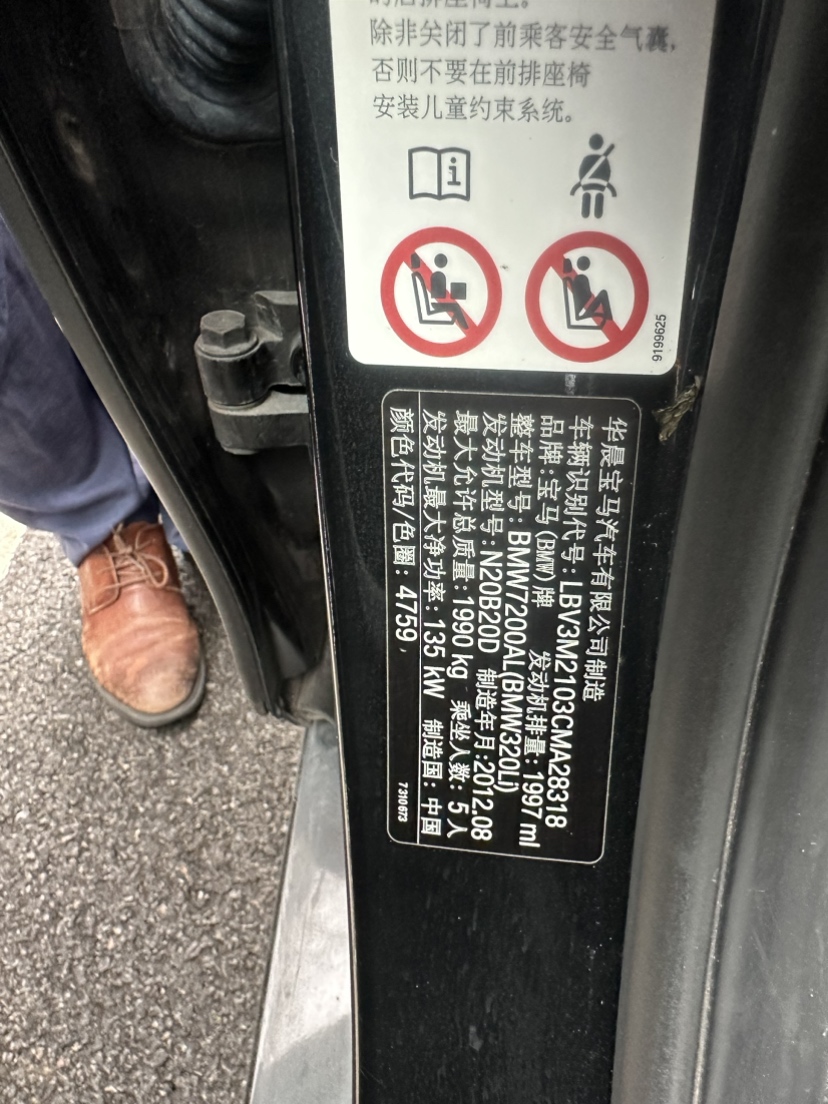 除非关闭了前乘客安全气囊，
否则不要在前排座椅
安装儿童约束系统。
9199625
华晨宝马汽车有限公司制造
车辆识别代号：LBV3M2103CMA28318
品牌：宝马(BMW)牌 发动机排量：1997 ml
整车型号：BMW7200AL(BMW320Li)
发动机型号：N20B20D 制造年月：2012.08
最大允许总质量：1990 kg 乘坐人数：5人
发动机最大净功率：135 kW 制造国：中国
颜色代码/色圈：4759
7310673